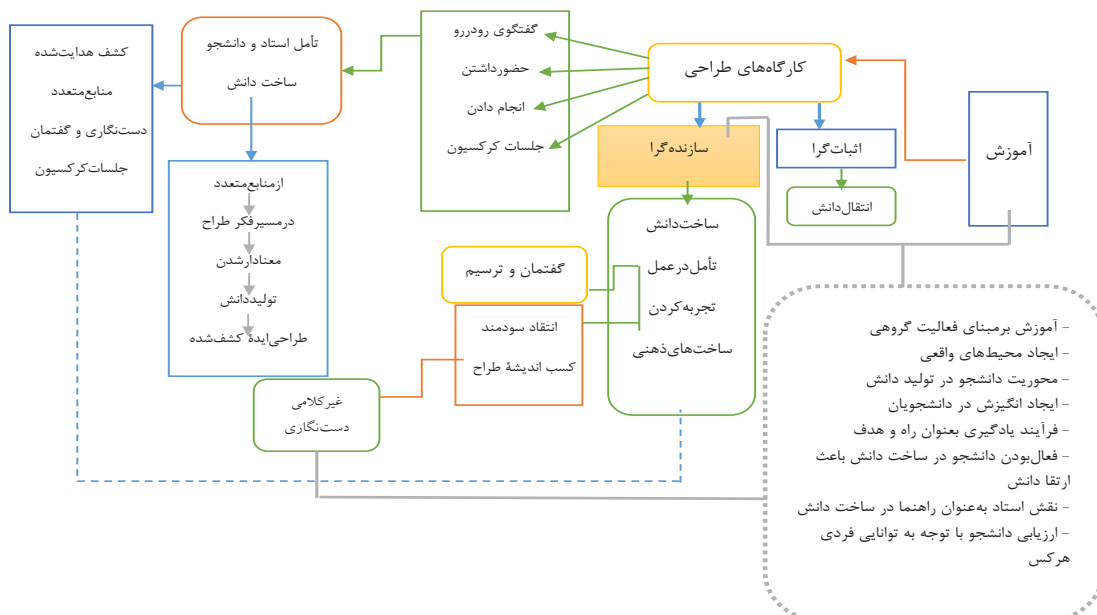 آموزش
کارگاه‌های طراحی
اثبات‌گرا
انتقال‌دانش
سازنده‌گرا
ساخت‌دانش
تأمل‌درعمل
تجربه‌کردن
ساخت‌های‌ذهنی
گفتگوی رودررو
حضورداشتن
انجام دادن
جلسات کرکسیون
تأمل استاد و دانشجو
ساخت دانش
کشف هدایت‌شده
منابع‌متعدد
دست‌نگاری و گفتمان
جلسات‌کرکسیون
ازمنابع‌متعدد
درمسیرفکر طراح
معنادارشدن
تولیددانش
طراحی‌ایدۀ کشف‌شده
گفتمان و ترسیم
انتقاد سودمند
کسب اندیشۀ طراح
غیرکلامی
دست‌نگاری
- آموزش برمبنای فعالیت گروهی
- ایجاد محیط‌های واقعی
- محوریت دانشجو در تولید دانش
- ایجاد انگیزش در دانشجویان
- فرآیند یادگیری بعنوان راه و هدف
- فعال‌بودن دانشجو در ساخت دانش باعث
ارتقا دانش
- نقش استاد به‌عنوان راهنما در ساخت دانش
- ارزیابی دانشجو با توجه به توانایی فردی
هرکس